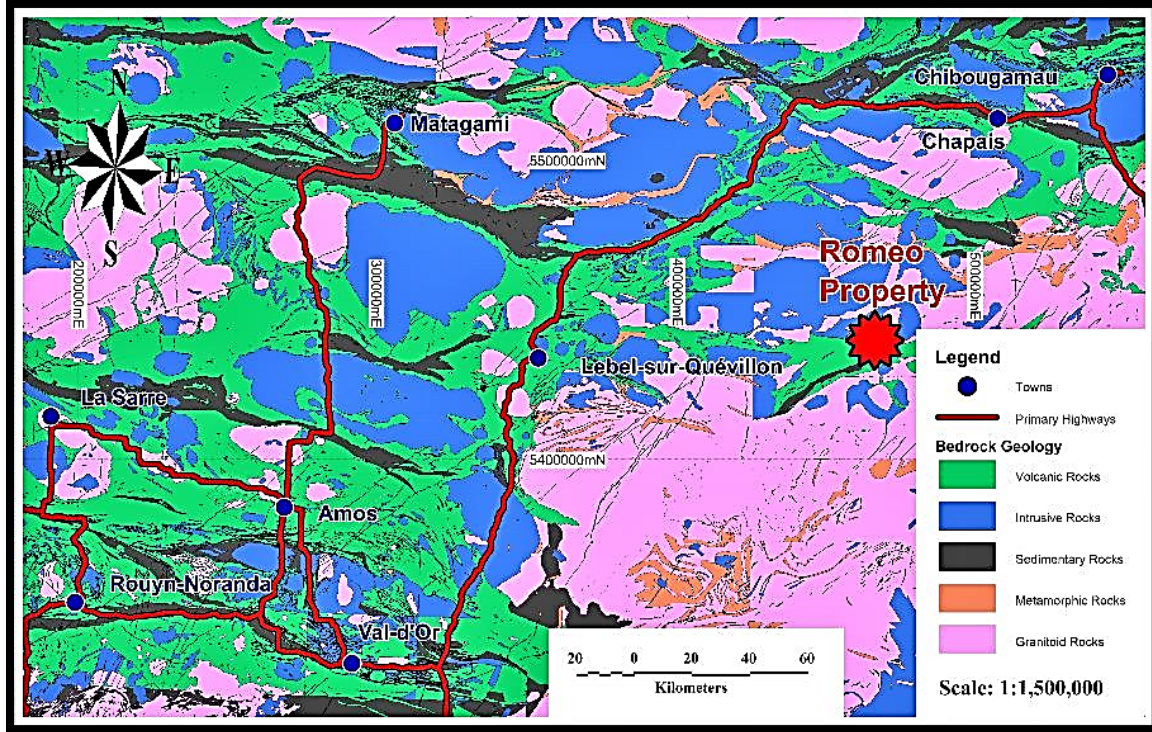 N
Chibougamau
Matagami
Chapais
W
E
5500000mN
S
Romeo
Property
200000mE
300000mE
400000mE
500000mE
Lebel-sur-Quévillon
La Sarre
5400000mN
Amos
Rouyn-Noranda
Val-d'Or
20 0 20 40 60
Kilometers
Legend
Towns
Primary Highways
Bedrock Geology
Volcanic Rocks
Intrusive Rocks
Sedimentary Rocks
Metamorphic Rocks
Granitoid Rocks
Scale: 1:1,500,000